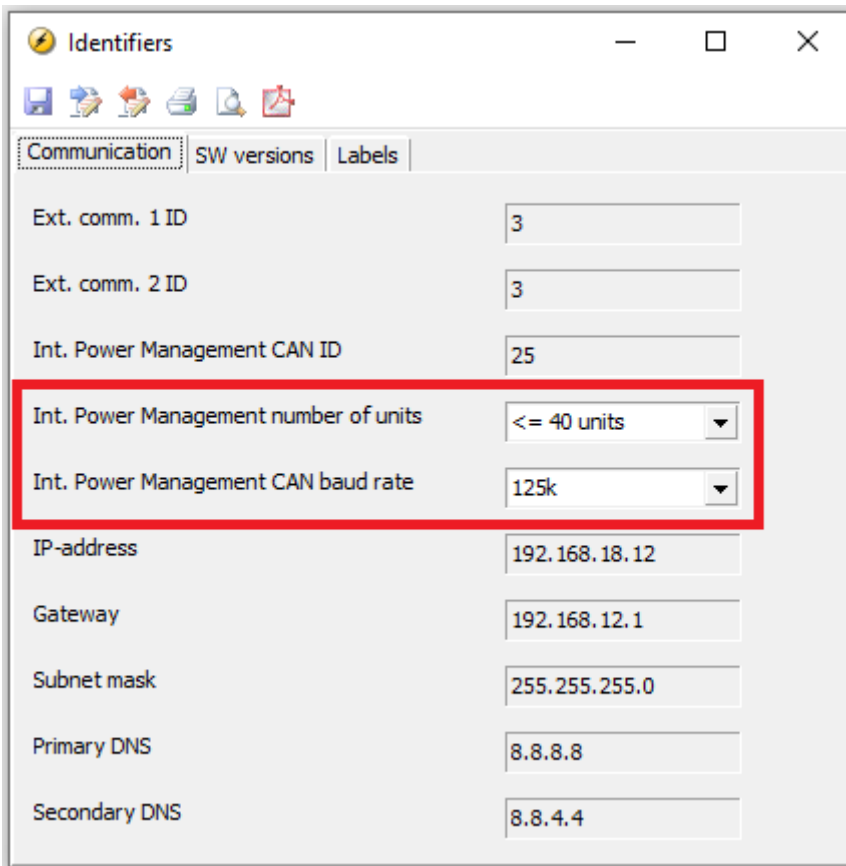 Identifiers
Communication SW versions Labels
Ext. comm. 1 ID 3
Ext. comm. 2 ID 3
Int. Power Management CAN ID 25
Int. Power Management number of units <= 40 units
Int. Power Management CAN baud rate 125k
IP-address 192.168.18.12
Gateway 192.168.12.1
Subnet mask 255.255.255.0
Primary DNS 8.8.8.8
Secondary DNS 8.8.4.4